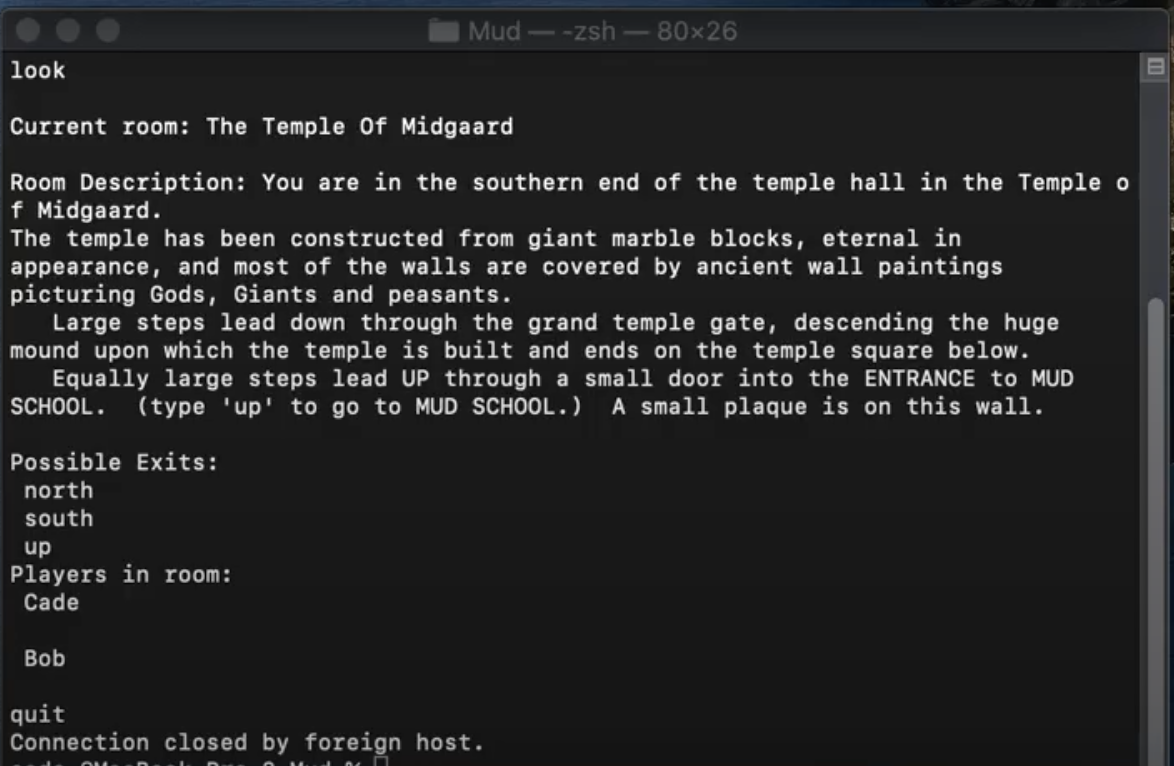 Mud — -zsh — 80×26
look
Current room: The Temple Of Midgaard
Room Description: You are in the southern end of the temple hall in the Temple o
f Midgaard.
The temple has been constructed from giant marble blocks, eternal in
appearance, and most of the walls are covered by ancient wall paintings
picturing Gods, Giants and peasants.
   Large steps lead down through the grand temple gate, descending the huge
mound upon which the temple is built and ends on the temple square below.
   Equally large steps lead UP through a small door into the ENTRANCE to MUD
SCHOOL.  (type 'up' to go to MUD SCHOOL.)  A small plaque is on this wall.
Possible Exits:
 north
 south
 up
Players in room:
 Cade
 Bob
quit
Connection closed by foreign host.